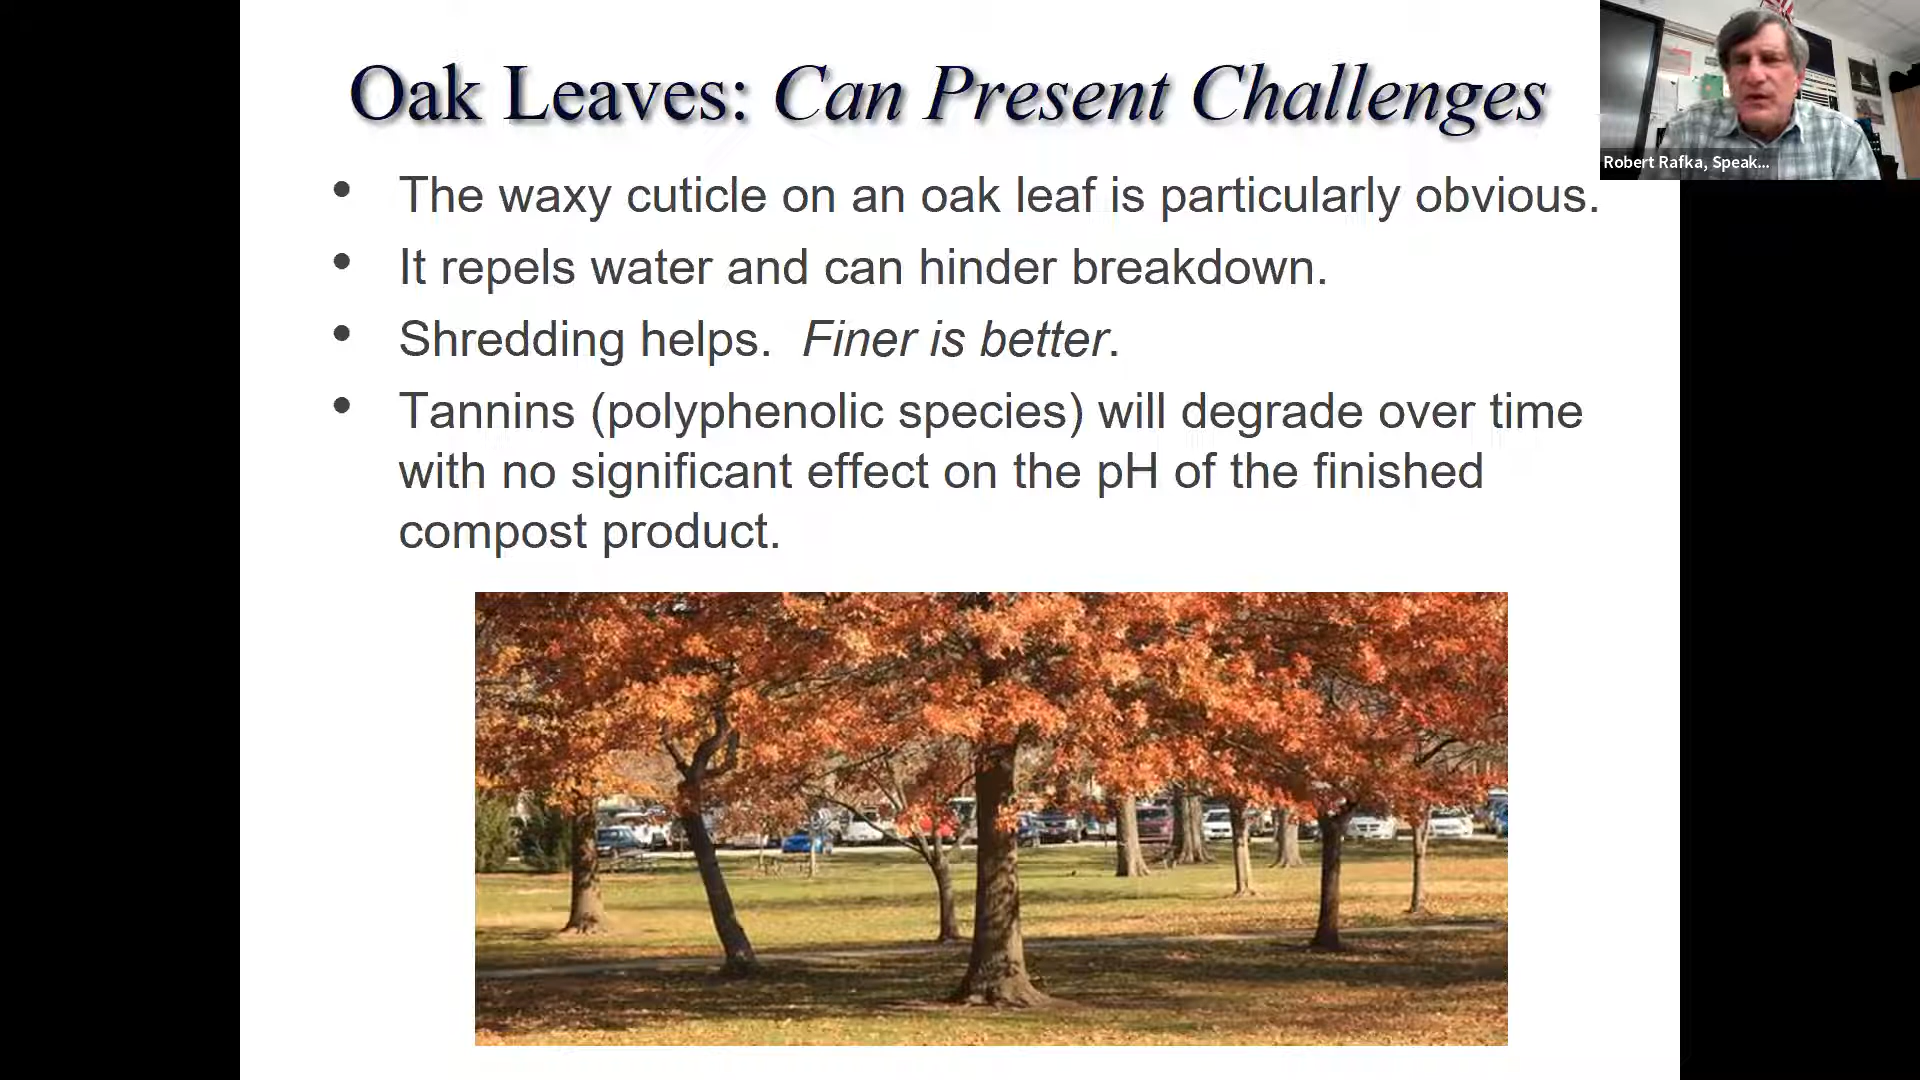 Oak Leaves: Can Present Challenges
• The waxy cuticle on an oak leaf is particularly obvious.
• It repels water and can hinder breakdown.
• Shredding helps.  Finer is better.
• Tannins (polyphenolic species) will degrade over time
with no significant effect on the pH of the finished
compost product.
Robert Rafka, Speak...